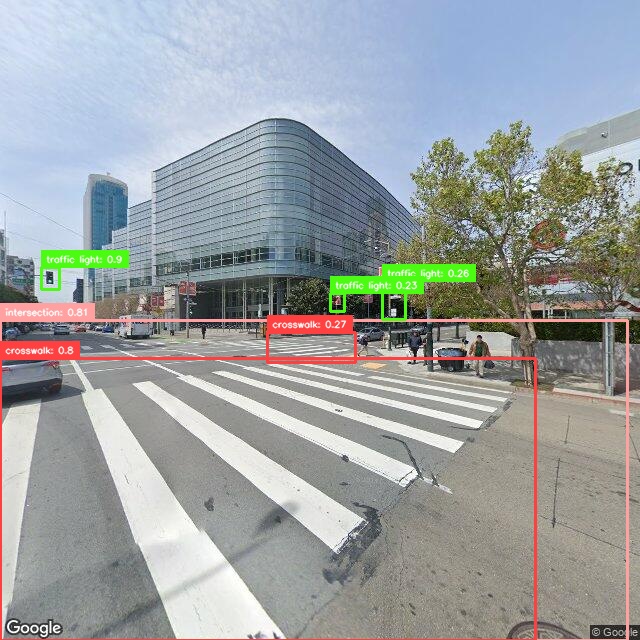 traffic light: 0.9
traffic light: 0.26
traffic light: 0.23
intersection: 0.81
crosswalk: 0.27
crosswalk: 0.8
Google
© Google